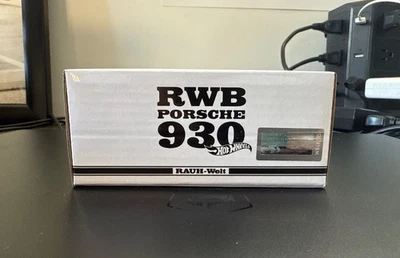 RWB
PORSCHE
930
Hot Wheels
RAUH-Welt